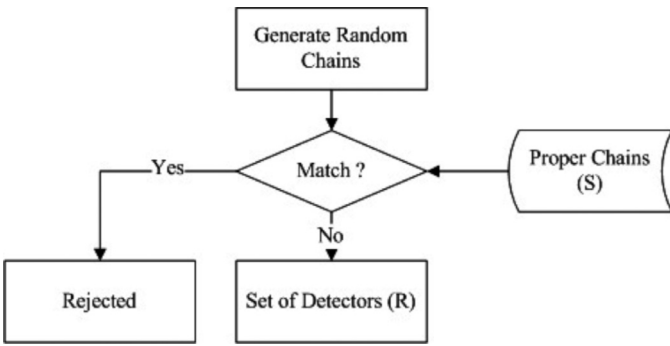 Generate Random
Chains
Yes
Match ?
Proper Chains
(S)
No
Rejected
Set of Detectors (R)